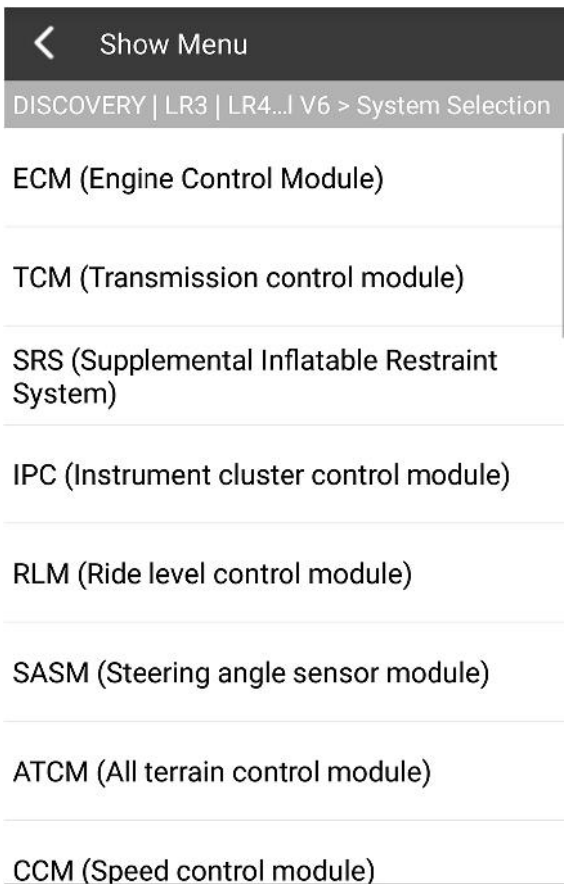 Show Menu
DISCOVERY | LR3 | LR4...l V6 > System Selection
ECM (Engine Control Module)
TCM (Transmission control module)
SRS (Supplemental Inflatable Restraint
System)
IPC (Instrument cluster control module)
RLM (Ride level control module)
SASM (Steering angle sensor module)
ATCM (All terrain control module)
CCM (Speed control module)